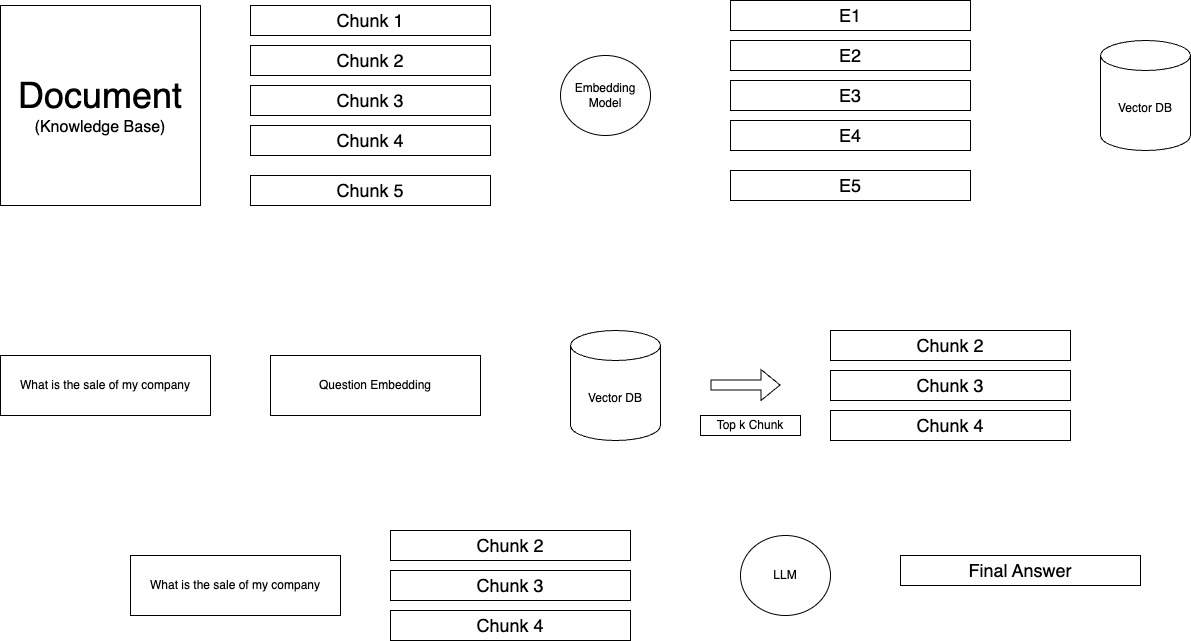 Document
(Knowledge Base)
Chunk 1
Chunk 2
Chunk 3
Chunk 4
Chunk 5
Embedding
Model
E1
E2
E3
E4
E5
Vector DB
What is the sale of my company
Question Embedding
Vector DB
Top k Chunk
Chunk 2
Chunk 3
Chunk 4
What is the sale of my company
Chunk 2
Chunk 3
Chunk 4
LLM
Final Answer